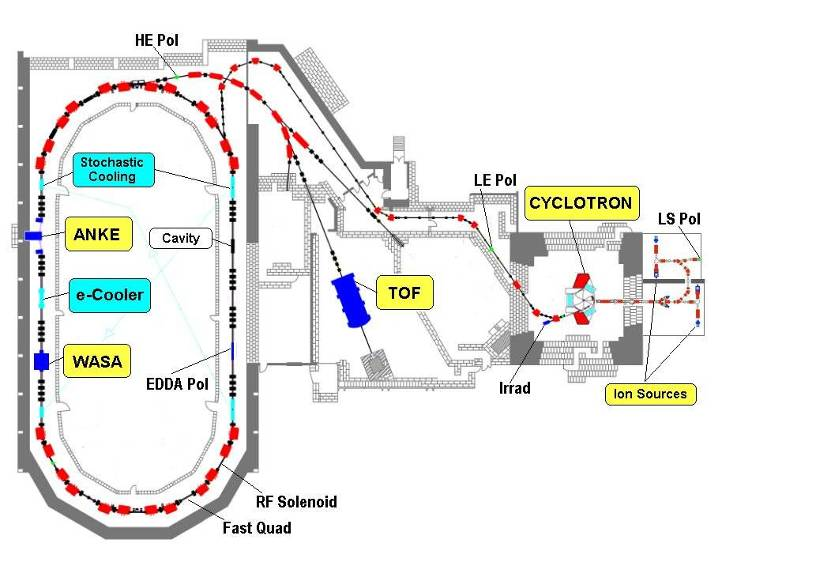 HE Pol
Stochastic
Cooling
LE Pol
CYCLOTRON
LS Pol
ANKE
Cavity
e-Cooler
TOF
WASA
EDDA Pol
Irrad
Ion Sources
RF Solenoid
Fast Quad